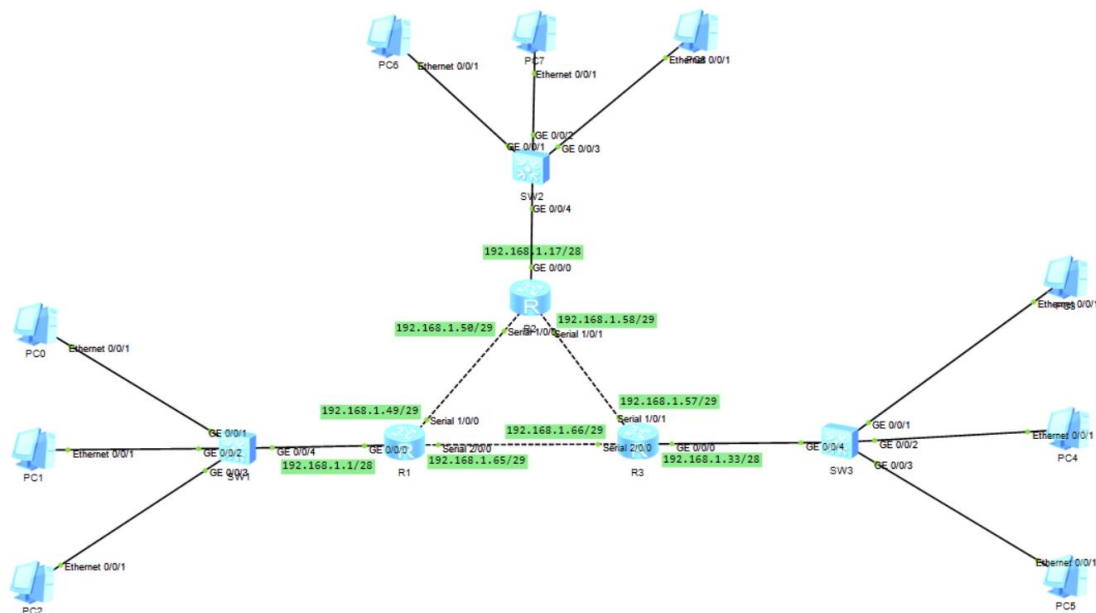 PC6
Ethernet 0/0/1
PC7
Ethernet 0/0/1
Ethernet 0/0/1
GE 0/0/2
GE 0/0/1
GE 0/0/3
SW2
GE 0/0/4
192.168.1.17/28
GE 0/0/0
R2
192.168.1.50/29
Serial 1/0/0
192.168.1.58/29
Serial 1/0/1
PC0
Ethernet 0/0/1
PC1
Ethernet 0/0/1
PC2
Ethernet 0/0/1
GE 0/0/1
GE 0/0/2
GE 0/0/3
SW1
GE 0/0/4
192.168.1.1/28
GE 0/0/0
192.168.1.49/29
Serial 1/0/0
R1
Serial 2/0/0
192.168.1.65/29
192.168.1.66/29
192.168.1.57/29
Serial 1/0/1
Serial 2/0/0
R3
GE 0/0/0
192.168.1.33/28
GE 0/0/4
SW3
GE 0/0/1
GE 0/0/2
GE 0/0/3
Ethernet 0/0/1
Ethernet 0/0/1
PC4
Ethernet 0/0/1
PC5